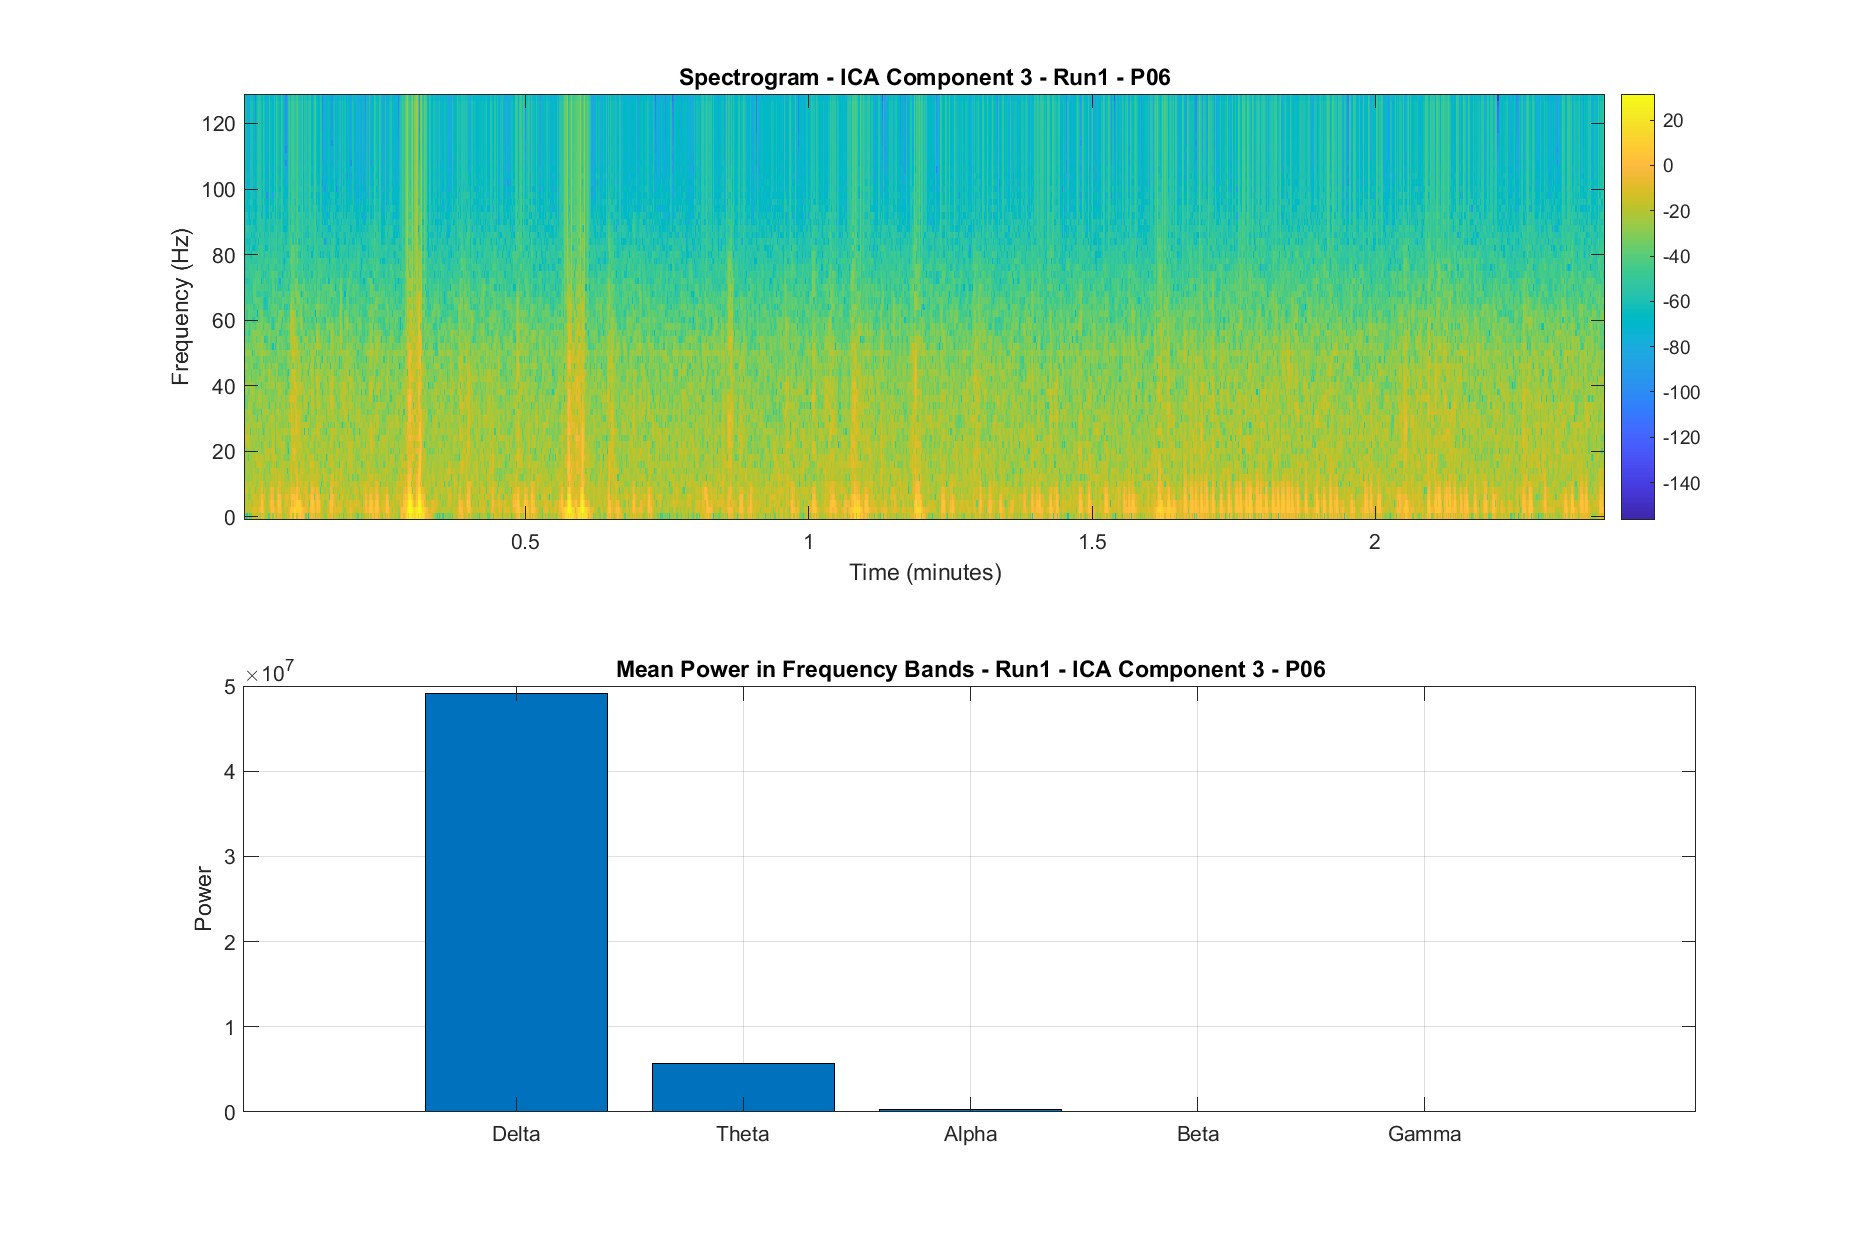 Spectrogram - ICA Component 3 - Run1 - P06
120
100
80
60
40
20
0
Frequency (Hz)
0.5
1
1.5
2
Time (minutes)
20
0
-20
-40
-60
-80
-100
-120
-140
Mean Power in Frequency Bands - Run1 - ICA Component 3 - P06
×10⁷
5
4
3
2
1
0
Power
Delta
Theta
Alpha
Beta
Gamma